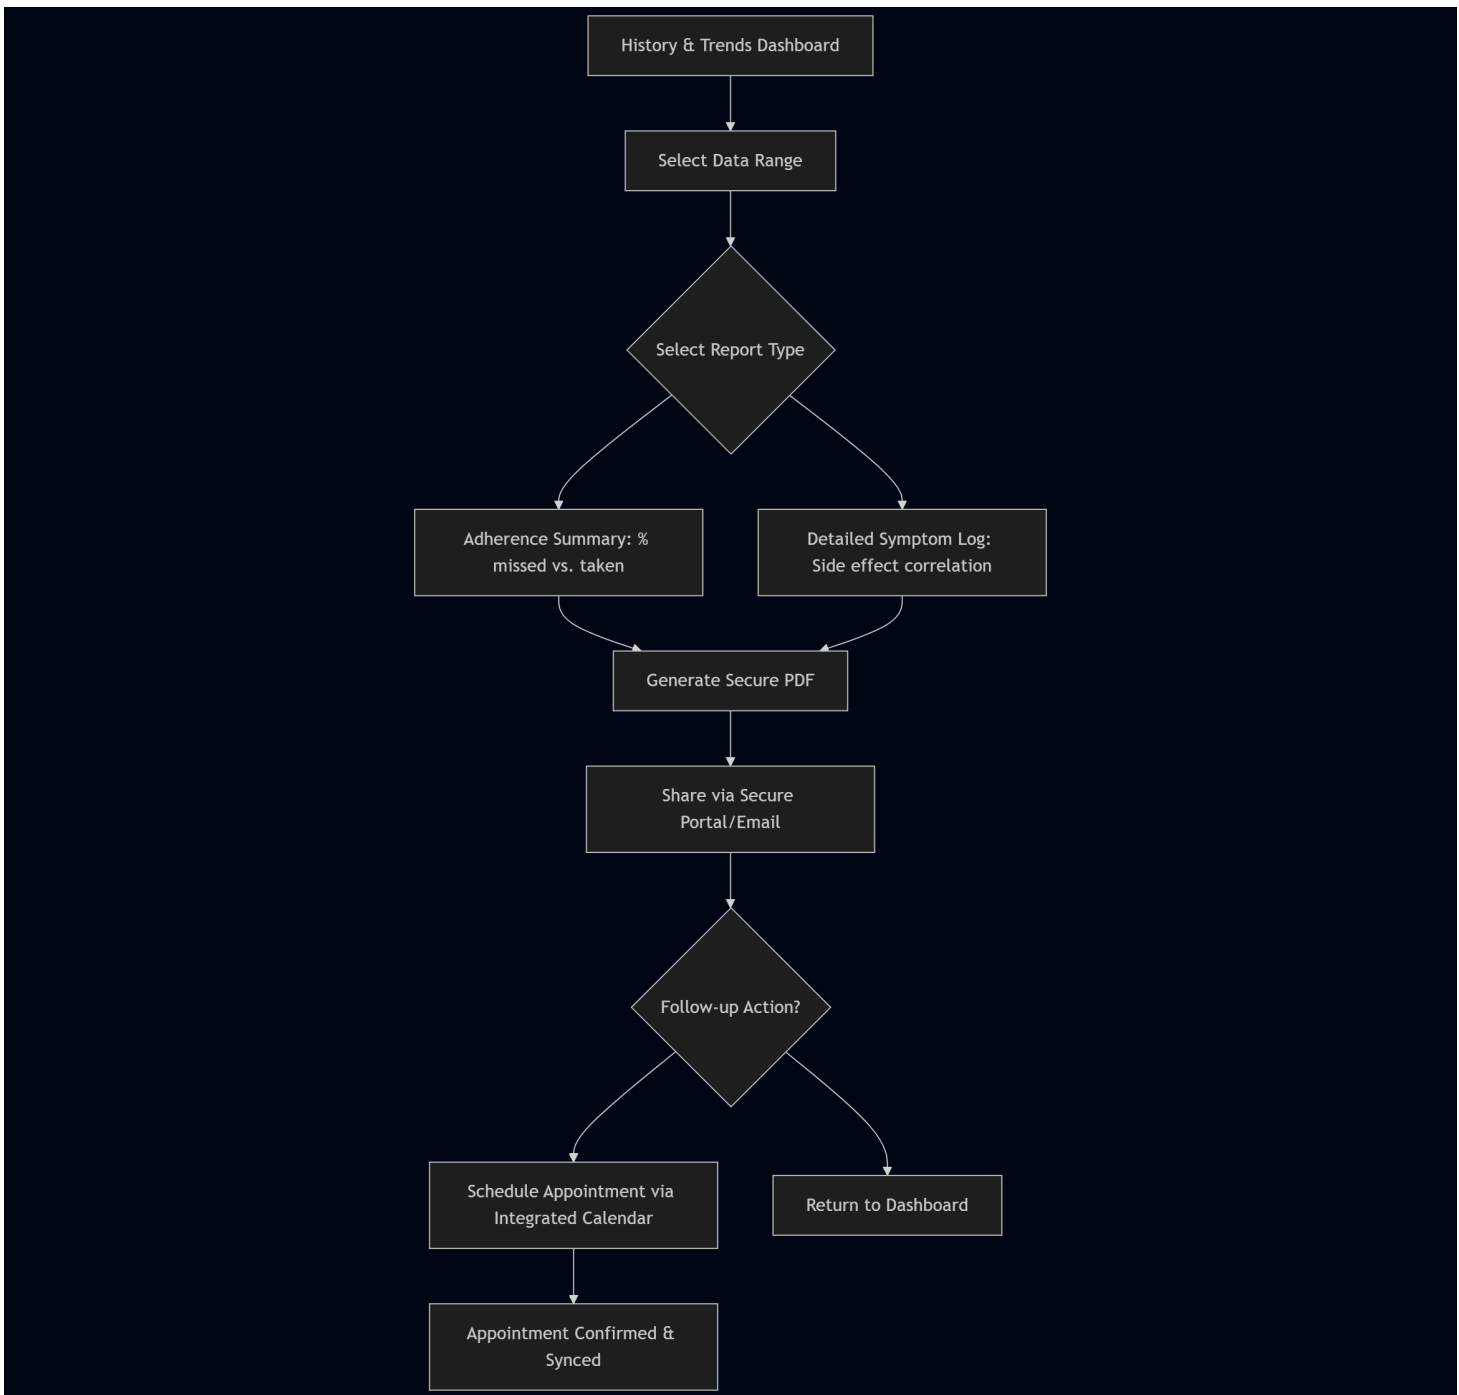 History & Trends Dashboard
Select Data Range
Select Report Type
Adherence Summary: %
missed vs. taken
Detailed Symptom Log:
Side effect correlation
Generate Secure PDF
Share via Secure
Portal/Email
Follow-up Action?
Schedule Appointment via
Integrated Calendar
Return to Dashboard
Appointment Confirmed &
Synced